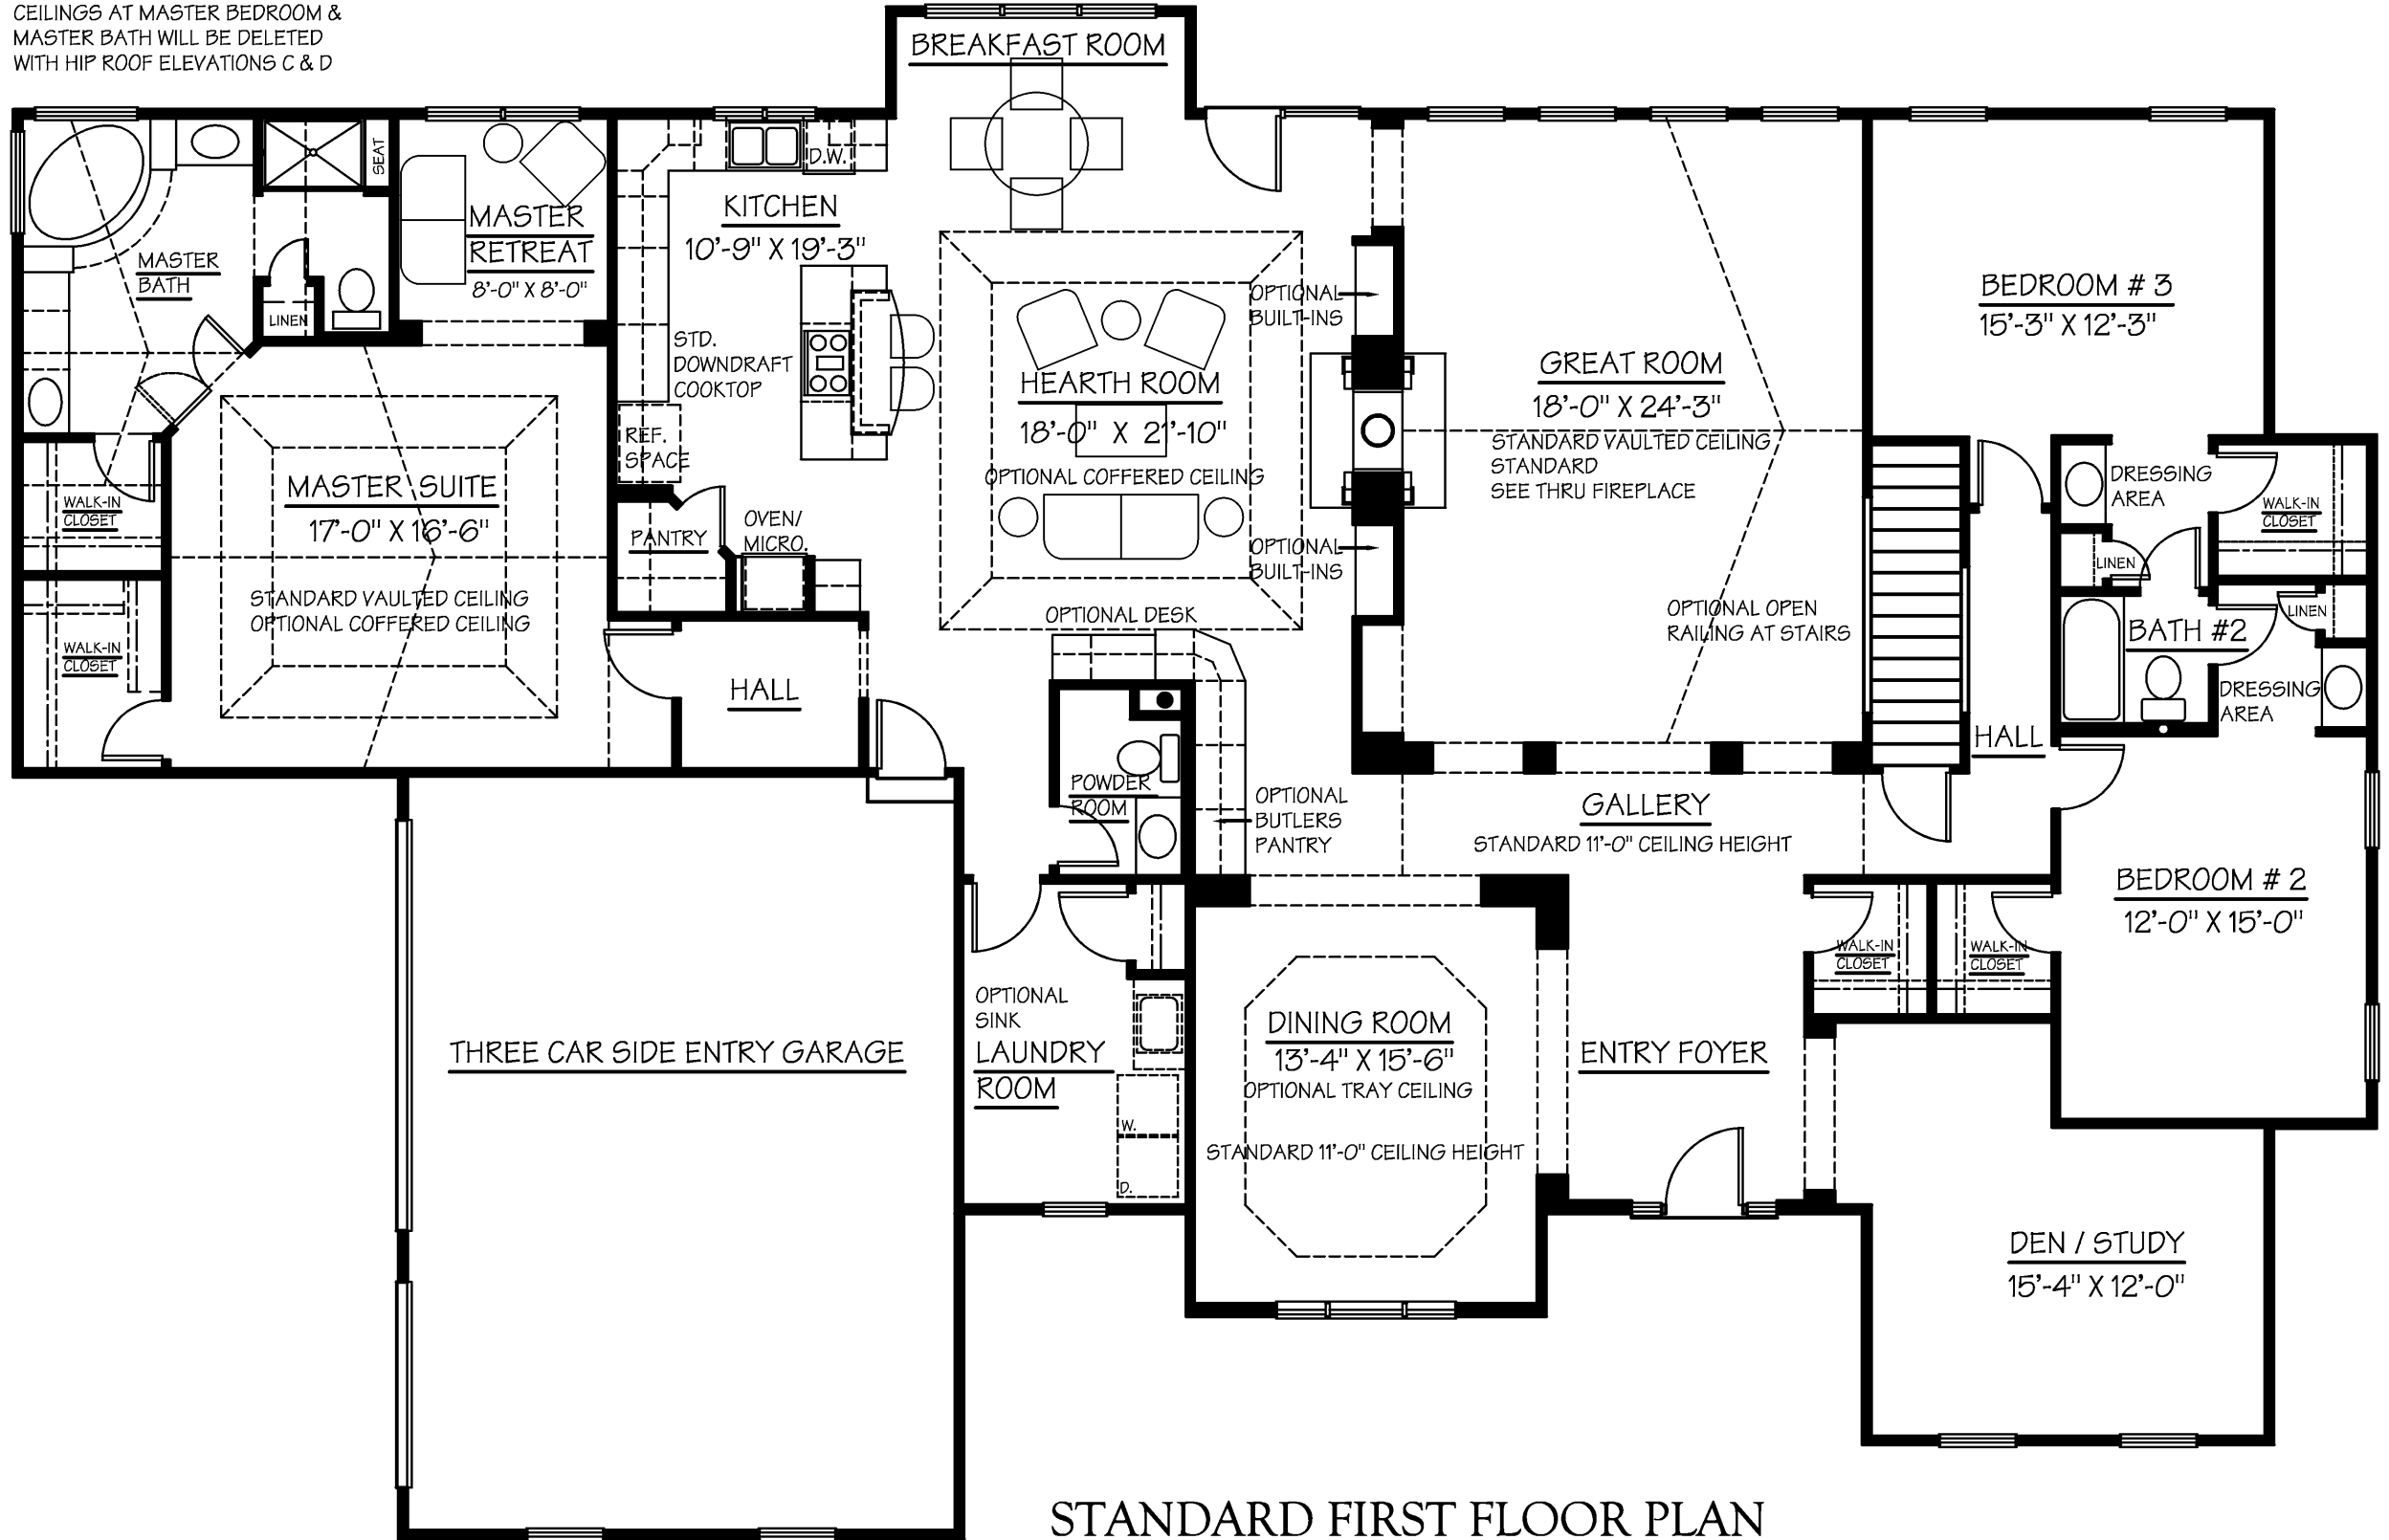 CEILINGS AT MASTER BEDROOM &
MASTER BATH WILL BE DELETED
WITH HIP ROOF ELEVATIONS C & D
BREAKFAST ROOM
SEAT
D.W.
MASTER
RETREAT
8'-0" X 8'-0"
KITCHEN
10'-9" X 19'-3"
MASTER
BATH
LINEN
STD.
DOWNDRAFT
COOKTOP
REF.
SPACE
HEARTH ROOM
18'-0" X 21'-10"
OPTIONAL COFFERED CEILING
OPTIONAL
BUILT-INS
OPTIONAL
BUILT-INS
GREAT ROOM
18'-0" X 24'-3"
STANDARD VAULTED CEILING
STANDARD
SEE THRU FIREPLACE
BEDROOM # 3
15'-3" X 12'-3"
DRESSING
AREA
WALK-IN
CLOSET
WALK-IN
CLOSET
MASTER SUITE
17'-0" X 16'-6"
STANDARD VAULTED CEILING
OPTIONAL COFFERED CEILING
PANTRY
OVEN/
MICRO.
OPTIONAL DESK
OPTIONAL OPEN
RAILING AT STAIRS
LINEN
LINEN
BATH #2
DRESSING
AREA
WALK-IN
CLOSET
HALL
HALL
POWDER
ROOM
OPTIONAL
BUTLERS
PANTRY
GALLERY
STANDARD 11'-0" CEILING HEIGHT
BEDROOM # 2
12'-0" X 15'-0"
WALK-IN
CLOSET
WALK-IN
CLOSET
THREE CAR SIDE ENTRY GARAGE
OPTIONAL
SINK
LAUNDRY
ROOM
W.
D.
DINING ROOM
13'-4" X 15'-6"
OPTIONAL TRAY CEILING
STANDARD 11'-0" CEILING HEIGHT
ENTRY FOYER
DEN / STUDY
15'-4" X 12'-0"
STANDARD FIRST FLOOR PLAN